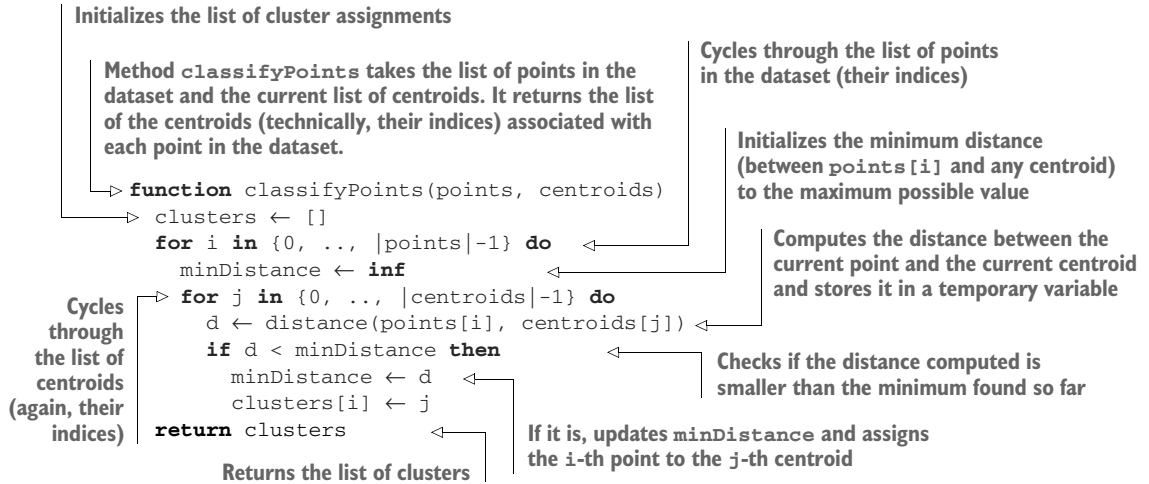 Initializes the list of cluster assignments
Method classifyPoints takes the list of points in the
dataset and the current list of centroids. It returns the list
of the centroids (technically, their indices) associated with
each point in the dataset.
Cycles through the list of points
in the dataset (their indices)
Initializes the minimum distance
(between points[i] and any centroid)
to the maximum possible value
function classifyPoints(points, centroids)
clusters ← []
for i in {0, .., |points|-1} do
minDistance ← inf
Computes the distance between the
current point and the current centroid
and stores it in a temporary variable
Cycles
through
the list of
centroids
(again, their
indices)
for j in {0, .., |centroids|-1} do
d ← distance(points[i], centroids[j])
if d < minDistance then
minDistance ← d
clusters[i] ← j
return clusters
Checks if the distance computed is
smaller than the minimum found so far
If it is, updates minDistance and assigns
the i-th point to the j-th centroid
Returns the list of clusters